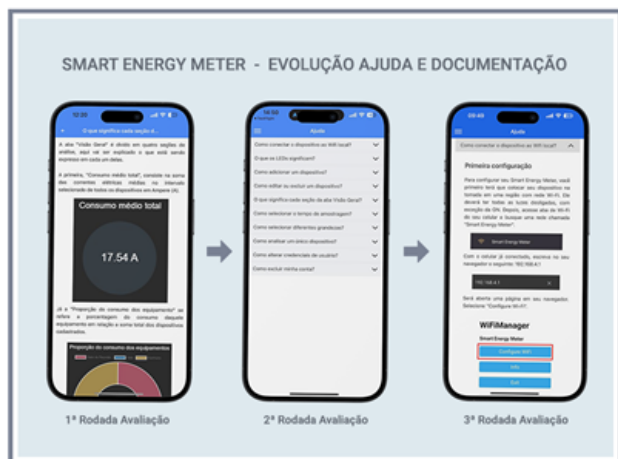 SMART ENERGY METER - EVOLUÇÃO AJUDA E DOCUMENTAÇÃO
O que significa cada seção d...
A aba "Visão Geral" é divida em quatro seções de
análise, aqui vai ser explicado o que está sendo
expresso em cada um deles.
A primeira, "Consumo médio total", consiste na soma
das correntes elétricas médias no intervalo
selecionado de todos os dispositivos em Ampere (A).
Consumo médio total
17.54 A
Já a "Proporção do consumo dos equipamento" se
refere a porcentagem do consumo daquele
equipamento em relação a soma total dos dispositivos
cadastrados.
Proporção do consumo dos equipamentos
1ª Rodada Avaliação
Ajuda
Como conectar o dispositivo ao Wifi local?
O que os LEDs significam?
Como adicionar um dispositivo?
Como editar ou excluir um dispositivo?
O que significa cada seção da aba Visão Geral?
Como selecionar o tempo de amostragem?
Como selecionar diferentes grandezas?
Como analisar um único dispositivo?
Como alterar credenciais de usuário?
Como excluir minha conta?
2ª Rodada Avaliação
09:40
Ajuda
Como conectar o dispositivo ao Wifi local?
Primeira configuração
Para configurar seu Smart Energy Meter, você
primeiro terá que colocar seu dispositivo na
tomada em uma região com rede Wi-Fi. Ele
deverá ter todas as luzes desligadas, com
exceção da ON. Depois, acesse aba de Wi-Fi
do seu celular e busque uma rede chamada
"Smart Energy Meter".
Smart Energy Meter
Com o celular já conectado, escreva no seu
navegador o seguinte: "192.168.4.1
192.168.4.1
Será aberta uma página em seu navegador.
Selecione "Configure Wi-Fi".
WiFiManager
Smart Energy Meter
Configure WiFi
Info
Exit
3ª Rodada Avaliação